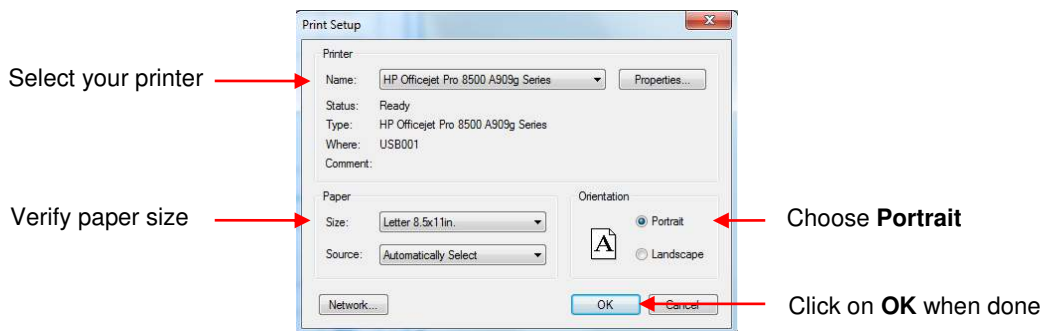 Print Setup
Printer
Select your printer
Name: HP Officejet Pro 8500 A909g Series Properties...
Status: Ready
Type: HP Officejet Pro 8500 A909g Series
Where: USB001
Comment:
Paper
Orientation
Verify paper size
Size: Letter 8.5x11in.
Portrait
Choose Portrait
A
Source: Automatically Select
Landscape
Network...
OK
Cancel
Click on OK when done